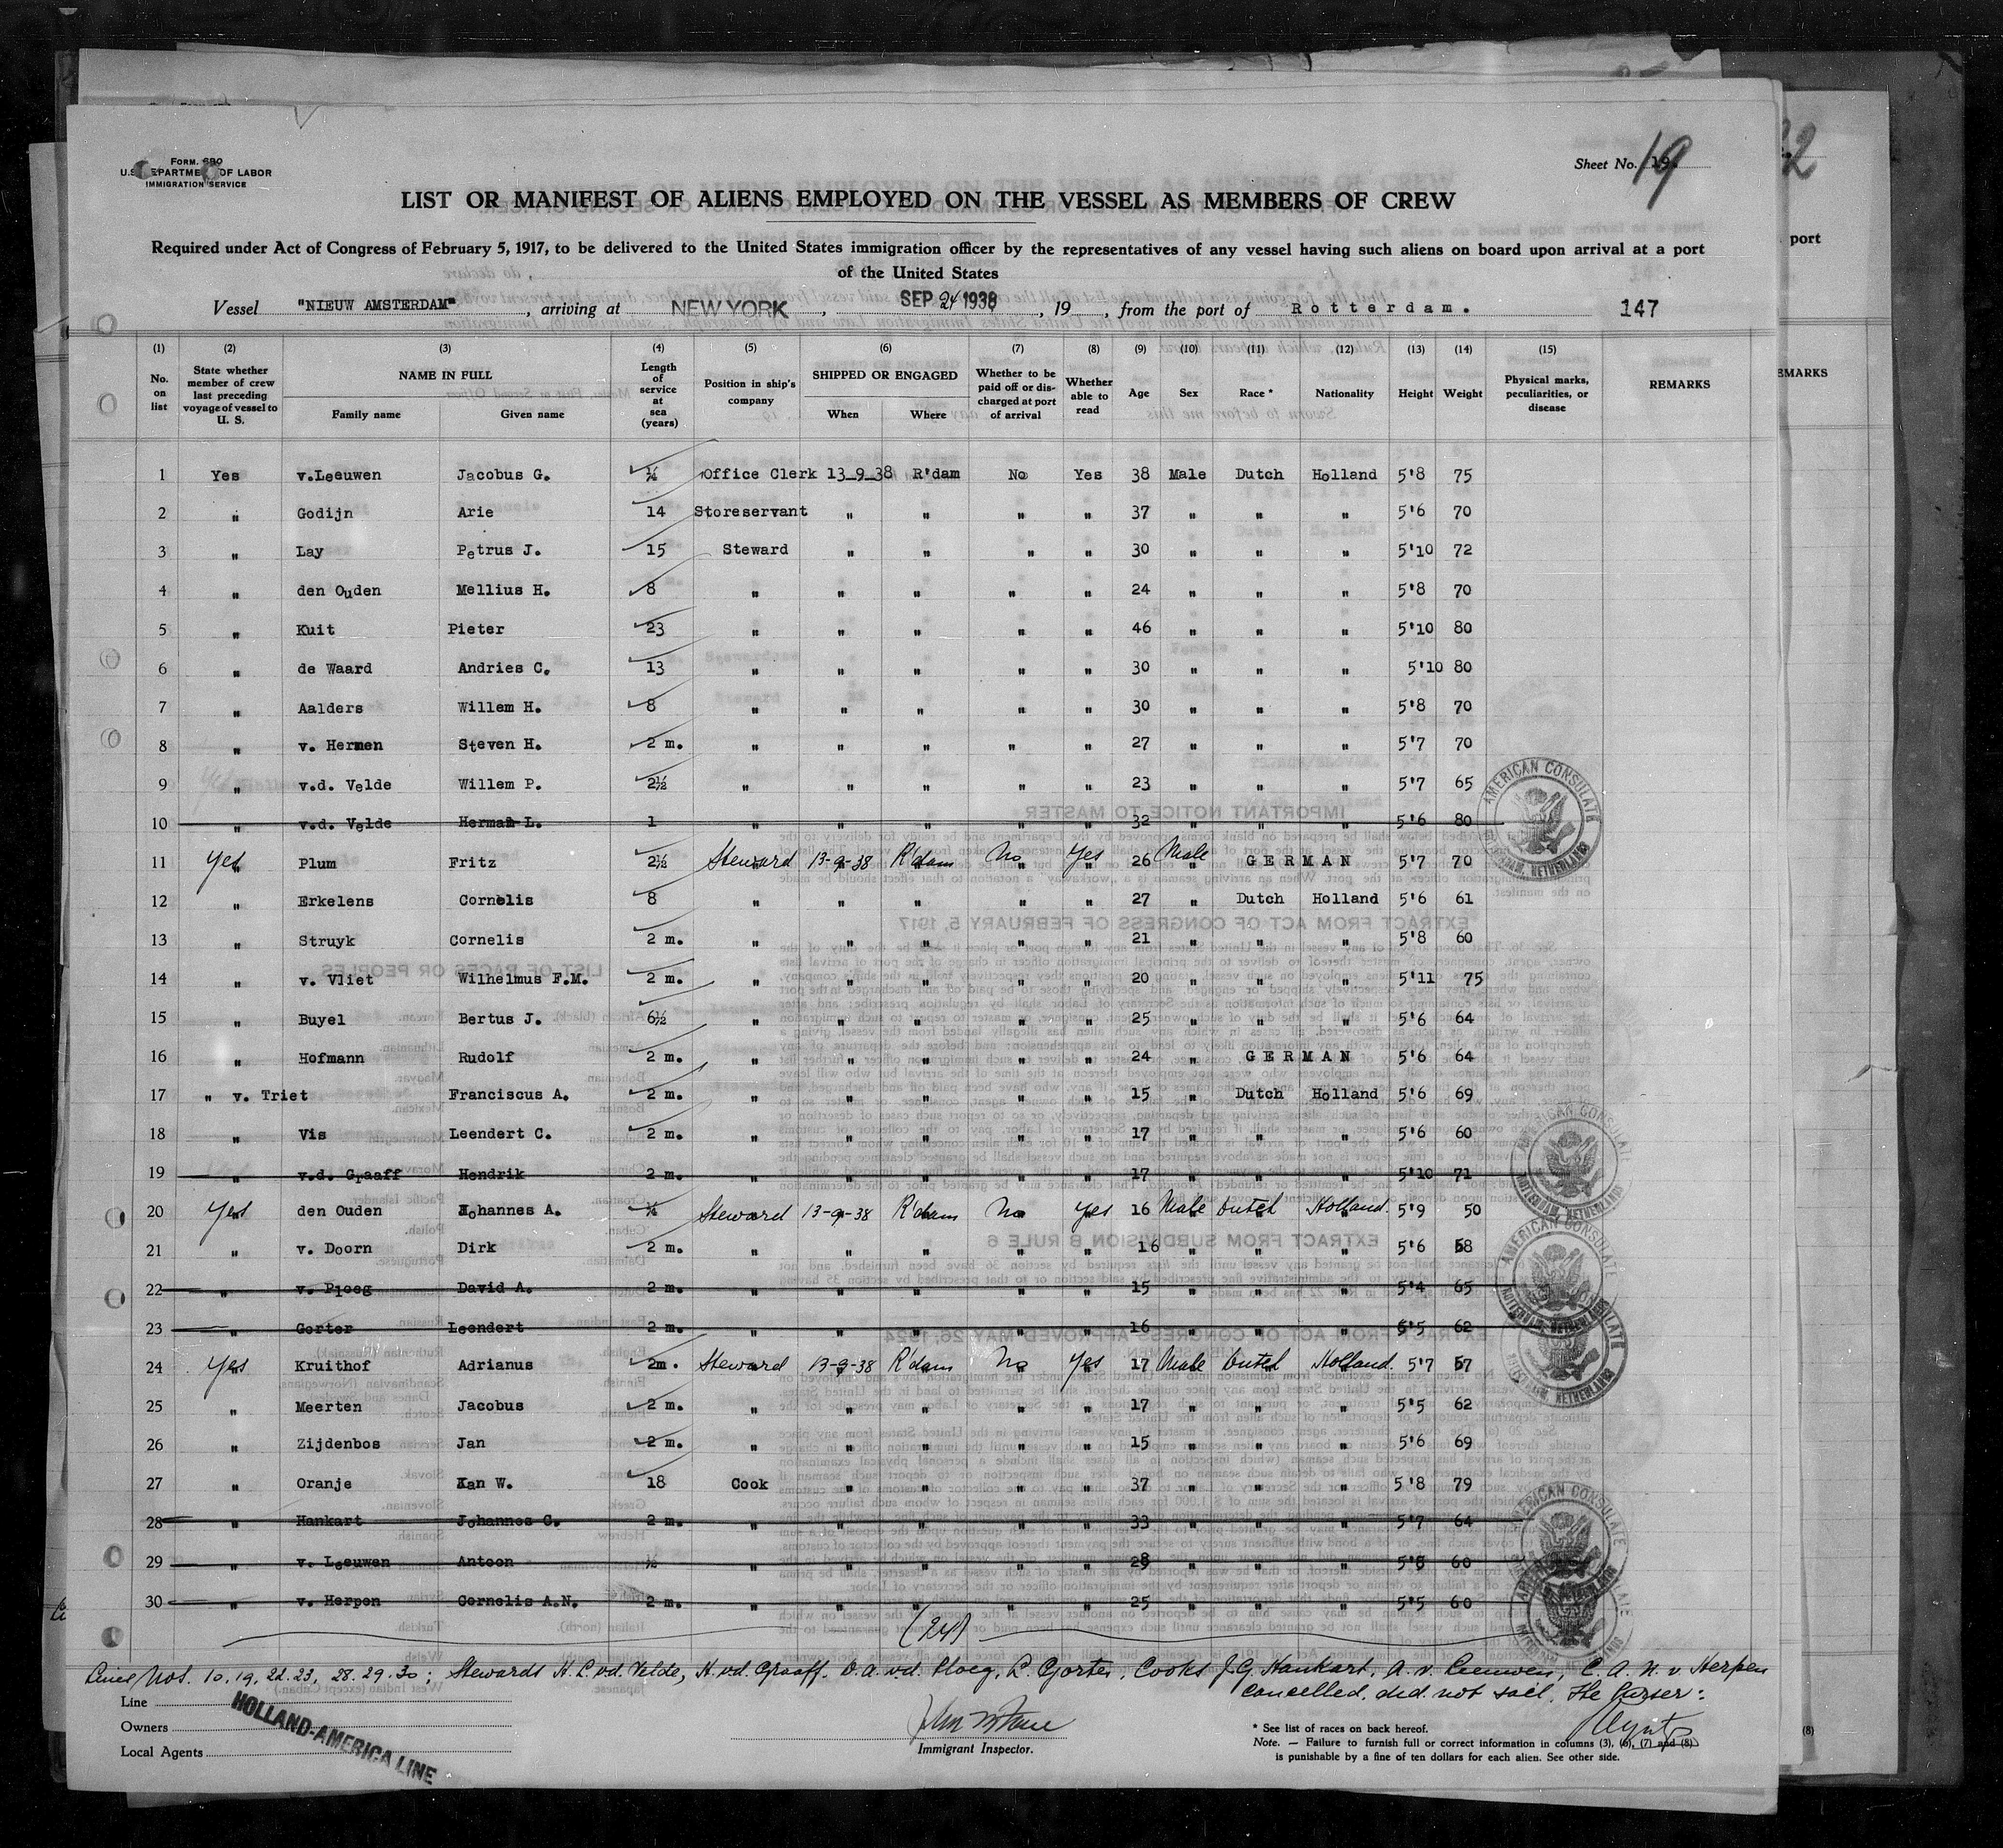 FORM. 680
U.S. DEPARTMENT OF LABOR
IMMIGRATION SERVICE
Sheet No. 19
LIST OR MANIFEST OF ALIENS EMPLOYED ON THE VESSEL AS MEMBERS OF CREW
Required under Act of Congress of February 5, 1917, to be delivered to the United States immigration officer by the representatives of any vessel having such aliens on board upon arrival at a port
of the United States
Vessel "NIEUW AMSTERDAM", arriving at NEW YORK, SEP 24 1938, 19 , from the port of Rotterdam. 147
(1) No. on list (2) State whether member of crew last preceding voyage of vessel to U. S. (3) NAME IN FULL Family name Given name (4) Length of service at sea (years) (5) Position in ship's company (6) SHIPPED OR ENGAGED When Where (7) Whether to be paid off or discharged at port of arrival (8) Whether able to read (9) Age (10) Sex (11) Race * (12) Nationality (13) Height (14) Weight (15) Physical marks, peculiarities, or disease REMARKS
1 Yes v.Leeuwen Jacobus G. ¼ Office Clerk 13_9_38 R'dam No Yes 38 Male Dutch Holland 5'8 75
2 " Godijn Arie 14 Storeservant " " " " 37 " " " 5'6 70
3 " Lay Petrus J. 15 Steward " " " " 30 " " " 5'10 72
4 " den Ouden Mellius H. 8 " " " " " 24 " " " 5'8 70
5 " Kuit Pieter 23 " " " " " 46 " " " 5'10 80
6 " de Waard Andries C. 13 " " " " " 30 " " " 5'10 80
7 " Aalders Willem H. 8 " " " " " 30 " " " 5'8 70
8 " v. Hermen Steven H. 2 m. " " " " " 27 " " " 5'7 70
9 " v.d. Velde Willem P. 2½ " " " " " 23 " " " 5'7 65
10 " v.d. Velde Herman L. 1 " " " " " 32 " " " 5'6 80
11 Yes Plum Fritz 2½ Steward 13-9-38 R'dam No Yes 26 Male GERMAN 5'7 70
12 " Erkelens Cornelis 8 " " " " " 27 " Dutch Holland 5'6 61
13 " Struyk Cornelis 2 m. " " " " " 21 " " " 5'8 60
14 " v. Vliet Wilhelmus F.M. 2 m. " " " " " 20 " " " 5'11 75
15 " Buyel Bertus J. 6½ " " " " " 25 " " " 5'6 64
16 " Hofmann Rudolf 2 m. " " " " " 24 " GERMAN 5'6 64
17 " v. Triet Franciscus A. 2 m. " " " " " 15 " Dutch Holland 5'6 69
18 " Vis Leendert C. 2 m. " " " " " 17 " " " 5'6 60
19 " v.d. Graaff Hendrik 2 m. " " " " " 17 " " " 5'10 71
20 Yes den Ouden Johannes A. ¼ Steward 13-9-38 R'dam No Yes 16 Male Dutch Holland. 5'9 50
21 " v. Doorn Dirk 2 m. " " " " " 16 " " " 5'6 58
22 " v. Ploeg David A. 2 m. " " " " " 15 " " " 5'4 65
23 " Gorter Leendert 2 m. " " " " " 16 " " " 5'5 62
24 Yes Kruithof Adrianus 2m. Steward 13-9-38 R'dam No Yes 17 Male Dutch Holland. 5'7 57
25 " Meerten Jacobus 2 m. " " " " " 17 " " " 5'5 62
26 " Zijdenbos Jan 2 m. " " " " " 15 " " " 5'6 69
27 " Oranje Jan W. 18 Cook " " " " 37 " " " 5'8 79
28 " Hankart Johannes G. 2 m. " " " " " 33 " " " 5'7 64
29 " v. Leeuwen Antoon ½ " " " " " 28 " " " 5'8 60
30 " v. Herpen Cornelis A.N. 2 m. " " " " " 25 " " " 5'5 60
(24)
Line Nos. 10, 19, 22.23, 28.29.30; Stewards H.L. vd. Velde, H. vd. Graaff, D.A. vd. Ploeg, L. Gorter, Cooks J.G. Hankart, A. v. Leeuwen, C. A. N. v Herpen
cancelled, did not sail, The Purser:
Line
Owners
Local Agents
HOLLAND-AMERICA LINE
Immigrant Inspector.
* See list of races on back hereof.
Note. — Failure to furnish full or correct information in columns (3), (6), (7) and (8)
is punishable by a fine of ten dollars for each alien. See other side.
AMERICAN CONSULATE
ROTTERDAM, NETHERLANDS